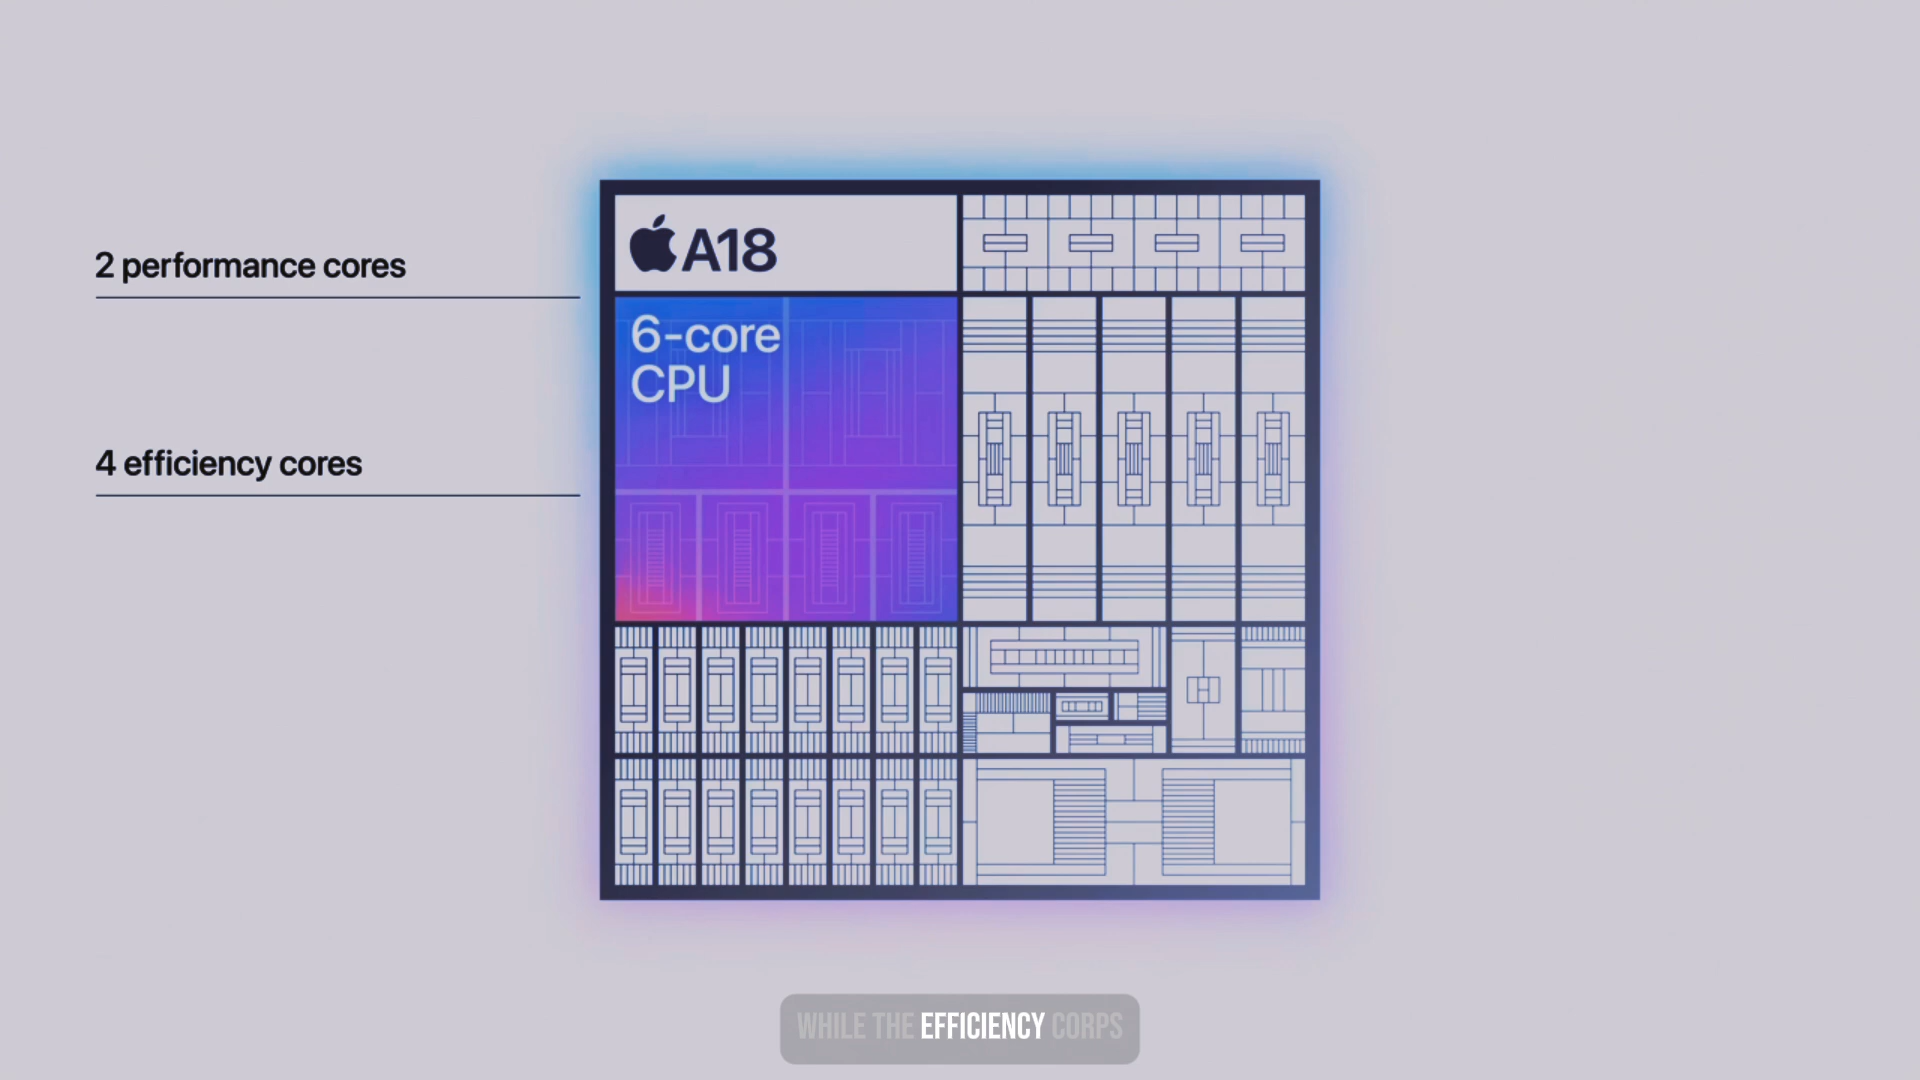 2 performance cores
4 efficiency cores
A18
6-core
CPU
WHILE THE EFFICIENCY CORPS